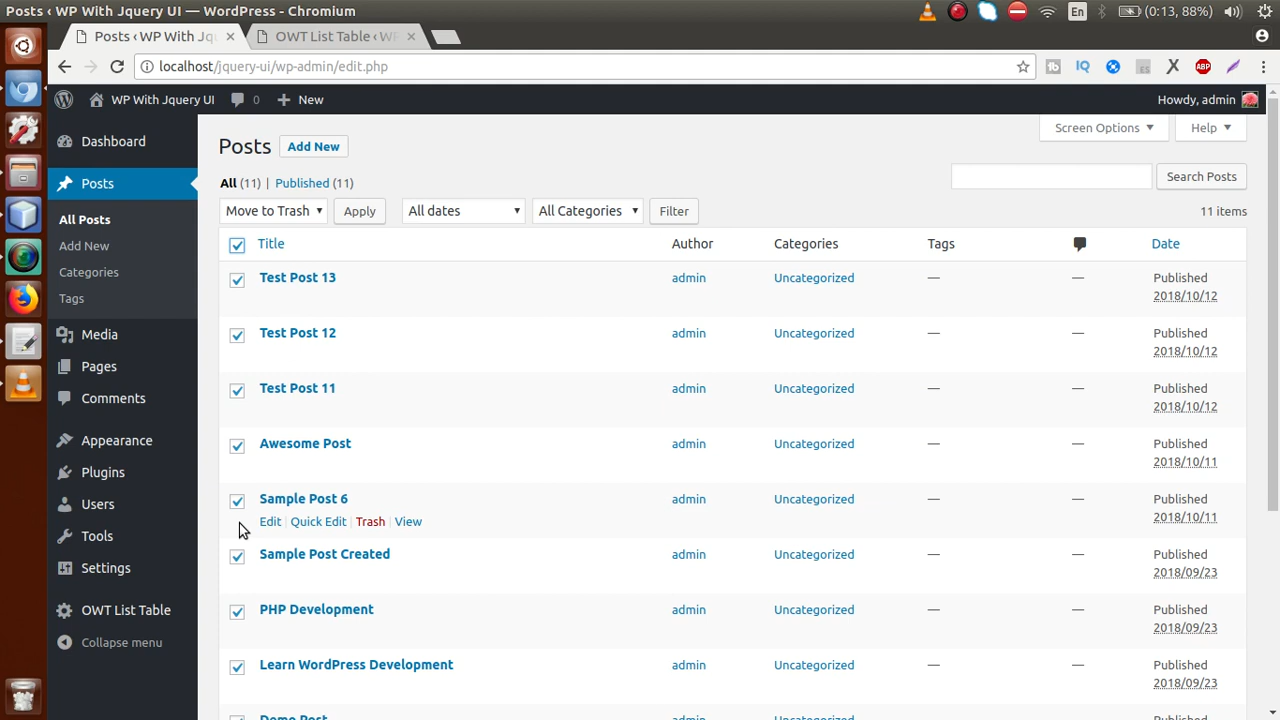 Posts ‹ WP With Jquery UI — WordPress - Chromium
En
(0:13, 88%)
Posts ‹ WP With Jqu
OWT List Table ‹ WP
localhost/jquery-ui/wp-admin/edit.php
ABP
WP With Jquery UI
0
New
Howdy, admin
Dashboard
Posts
All Posts
Add New
Categories
Tags
Media
Pages
Comments
Appearance
Plugins
Users
Tools
Settings
OWT List Table
Collapse menu
Screen Options
Help
Posts
Add New
All (11) | Published (11)
Search Posts
Move to Trash
Apply
All dates
All Categories
Filter
11 items
Title Author Categories Tags Date
Test Post 13 admin Uncategorized — — Published
2018/10/12
Test Post 12 admin Uncategorized — — Published
2018/10/12
Test Post 11 admin Uncategorized — — Published
2018/10/12
Awesome Post admin Uncategorized — — Published
2018/10/11
Sample Post 6 admin Uncategorized — — Published
Edit | Quick Edit | Trash | View 2018/10/11
Sample Post Created admin Uncategorized — — Published
2018/09/23
PHP Development admin Uncategorized — — Published
2018/09/23
Learn WordPress Development admin Uncategorized — — Published
2018/09/23
Demo Post